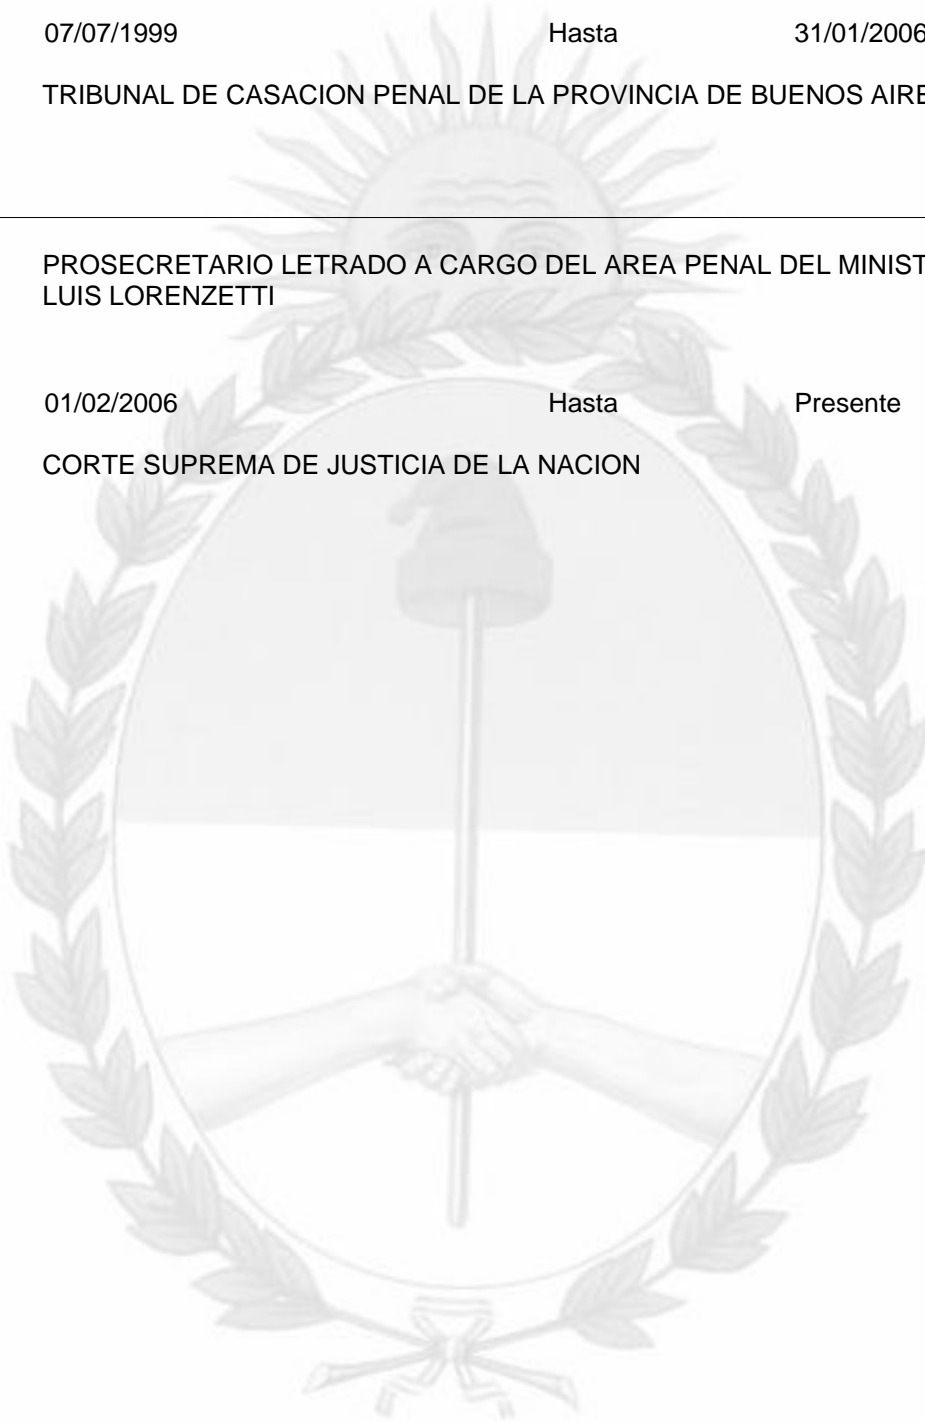 07/07/1999 Hasta 31/01/2006
TRIBUNAL DE CASACION PENAL DE LA PROVINCIA DE BUENOS AIRE
PROSECRETARIO LETRADO A CARGO DEL AREA PENAL DEL MINIST
LUIS LORENZETTI
01/02/2006 Hasta Presente
CORTE SUPREMA DE JUSTICIA DE LA NACION